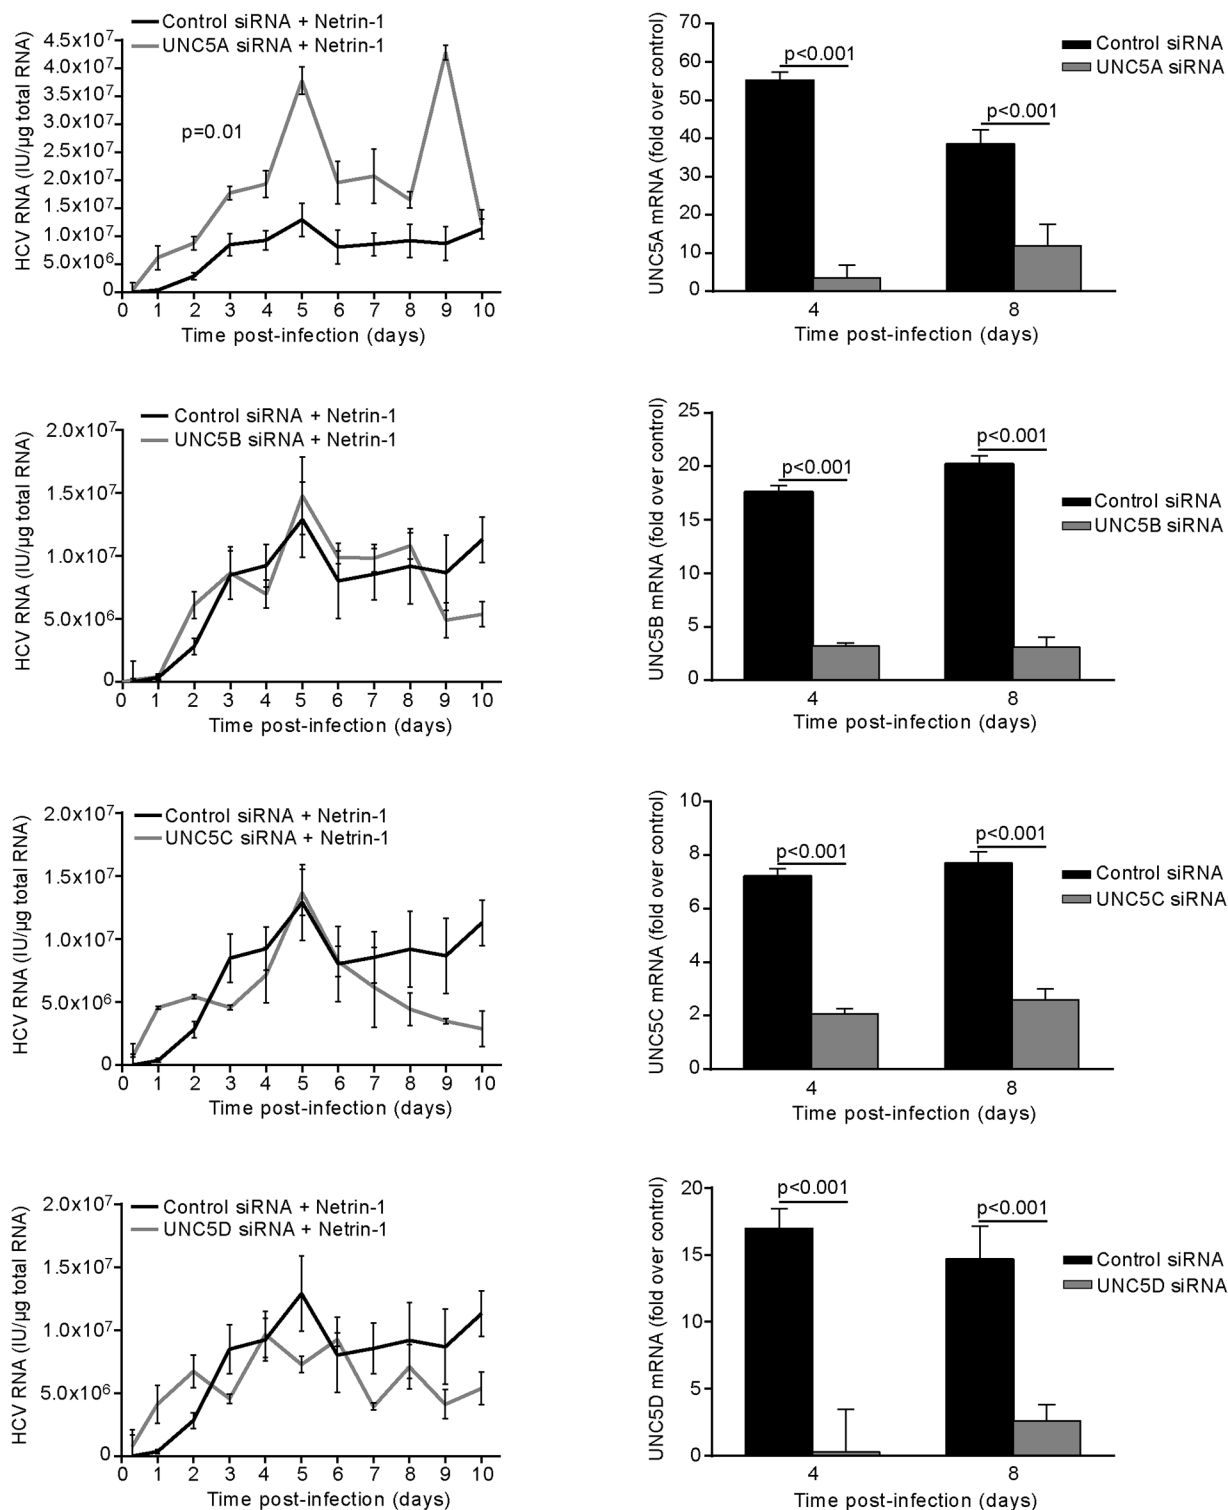 Control siRNA + Netrin-1
UNC5A siRNA + Netrin-1
HCV RNA (IU/µg total RNA)
4.5x10⁷
4.0x10⁷
3.5x10⁷
3.0x10⁷
2.5x10⁷
2.0x10⁷
1.5x10⁷
1.0x10⁷
5.0x10⁶
0
p=0.01
0 1 2 3 4 5 6 7 8 9 10
Time post-infection (days)
UNC5A mRNA (fold over control)
70
60
50
40
30
20
10
0
p<0.001
p<0.001
Control siRNA
UNC5A siRNA
4 8
Time post-infection (days)
Control siRNA + Netrin-1
UNC5B siRNA + Netrin-1
HCV RNA (IU/µg total RNA)
2.0x10⁷
1.5x10⁷
1.0x10⁷
5.0x10⁶
0
0 1 2 3 4 5 6 7 8 9 10
Time post-infection (days)
UNC5B mRNA (fold over control)
25
20
15
10
5
0
p<0.001
p<0.001
Control siRNA
UNC5B siRNA
4 8
Time post-infection (days)
Control siRNA + Netrin-1
UNC5C siRNA + Netrin-1
HCV RNA (IU/µg total RNA)
2.0x10⁷
1.5x10⁷
1.0x10⁷
5.0x10⁶
0
0 1 2 3 4 5 6 7 8 9 10
Time post-infection (days)
UNC5C mRNA (fold over control)
10
8
6
4
2
0
p<0.001
p<0.001
Control siRNA
UNC5C siRNA
4 8
Time post-infection (days)
Control siRNA + Netrin-1
UNC5D siRNA + Netrin-1
HCV RNA (IU/µg total RNA)
2.0x10⁷
1.5x10⁷
1.0x10⁷
5.0x10⁶
0
0 1 2 3 4 5 6 7 8 9 10
Time post-infection (days)
UNC5D mRNA (fold over control)
20
15
10
5
0
p<0.001
p<0.001
Control siRNA
UNC5D siRNA
4 8
Time post-infection (days)